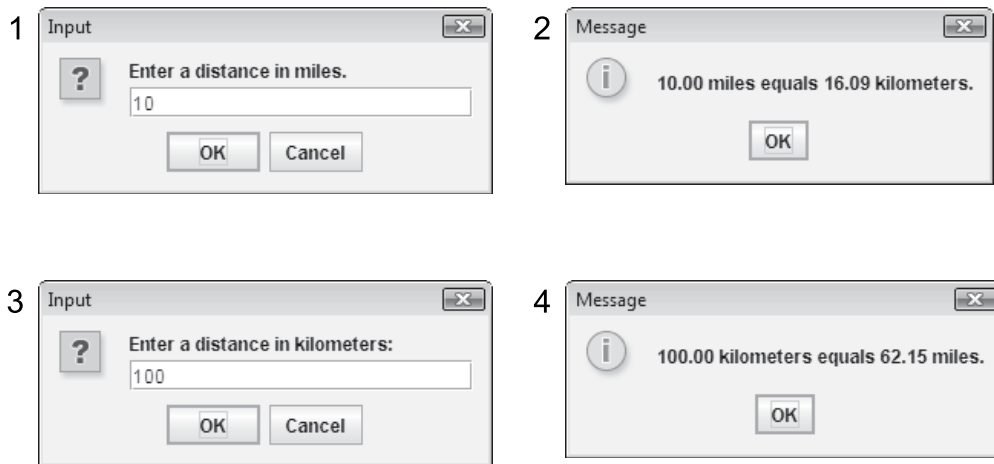 1
Input
?
Enter a distance in miles.
10
OK
Cancel
2
Message
i
10.00 miles equals 16.09 kilometers.
OK
3
Input
?
Enter a distance in kilometers:
100
OK
Cancel
4
Message
i
100.00 kilometers equals 62.15 miles.
OK